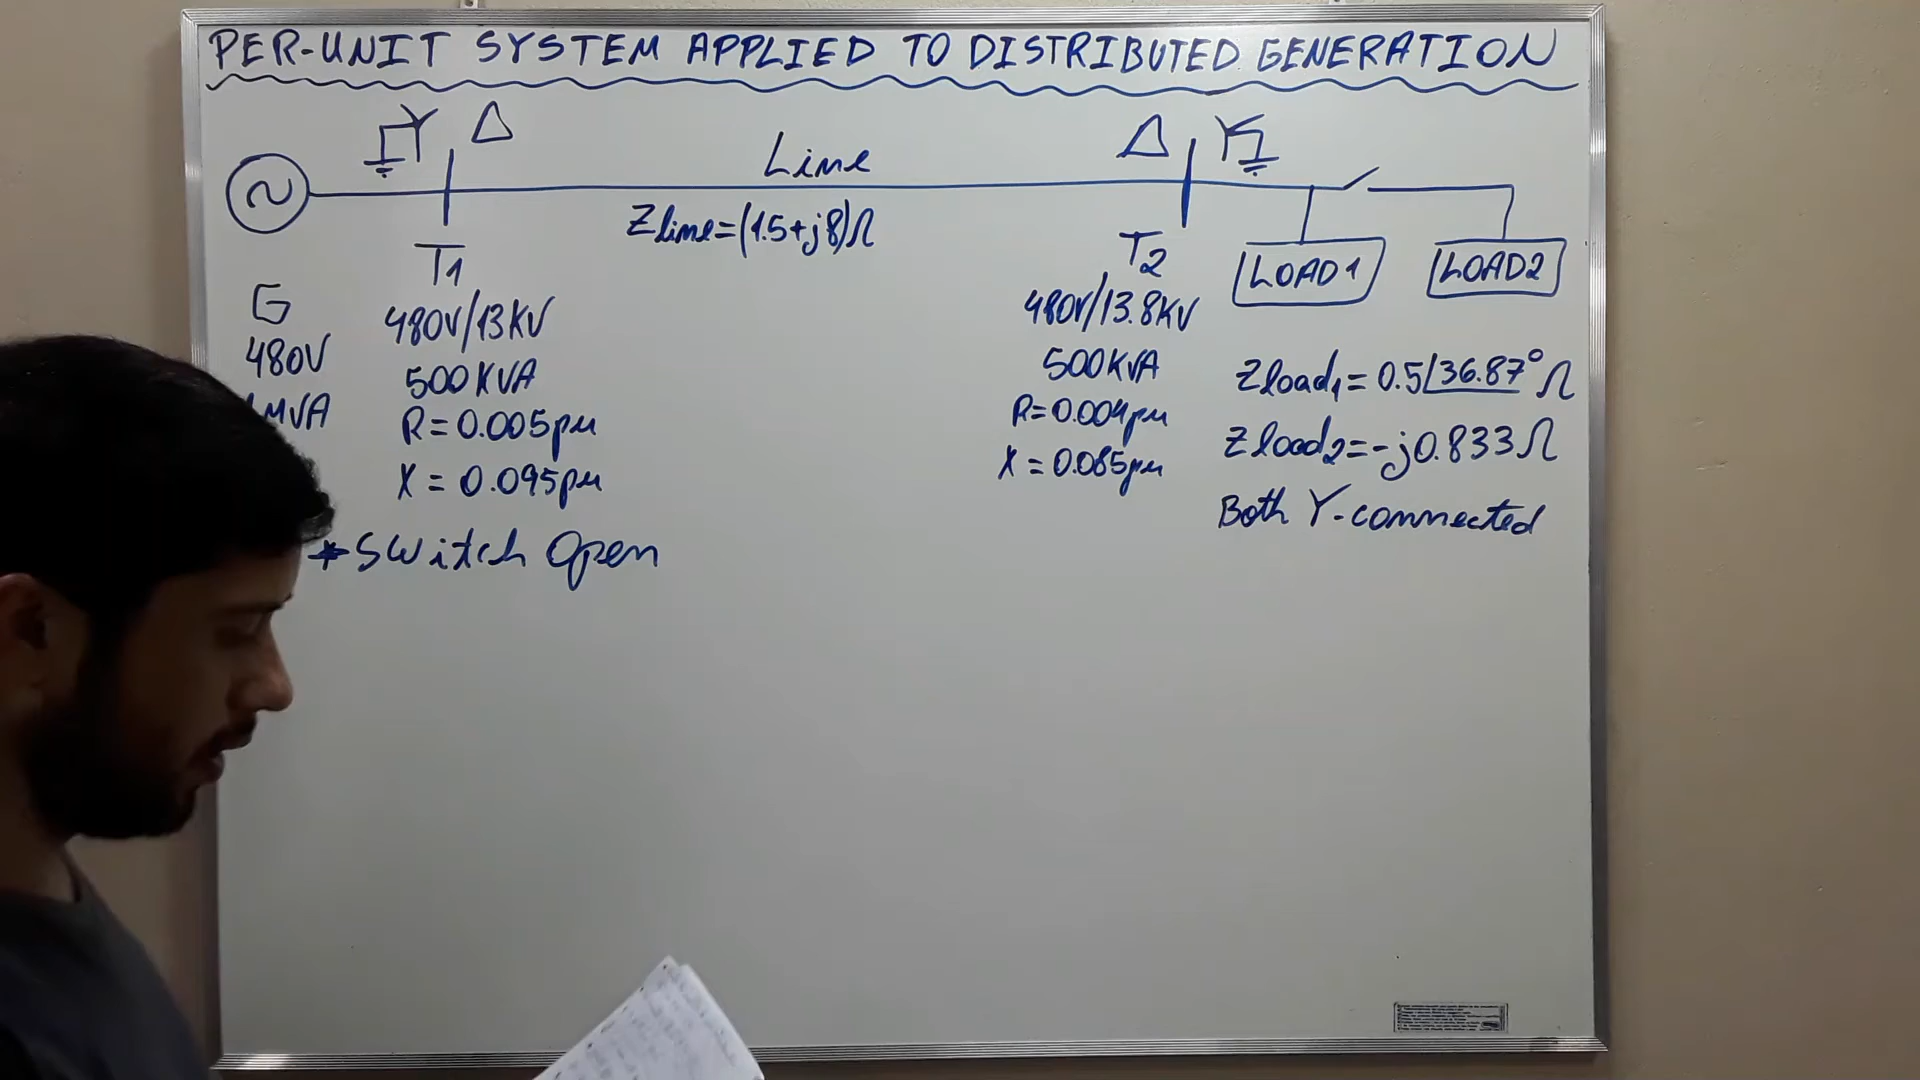 PER-UNIT SYSTEM APPLIED TO DISTRIBUTED GENERATION
Y Δ
Line
Δ Y
Zline=(1.5+j8)Ω
T1
T2
LOAD1
LOAD2
G
480V
MVA
480V/13KV
500KVA
R=0.005pu
X=0.095pu
480V/13.8KV
500KVA
R=0.004pu
X=0.085pu
Zload1=0.5∠36.87°Ω
Zload2=-j0.833Ω
Both Y-connected
*Switch Open